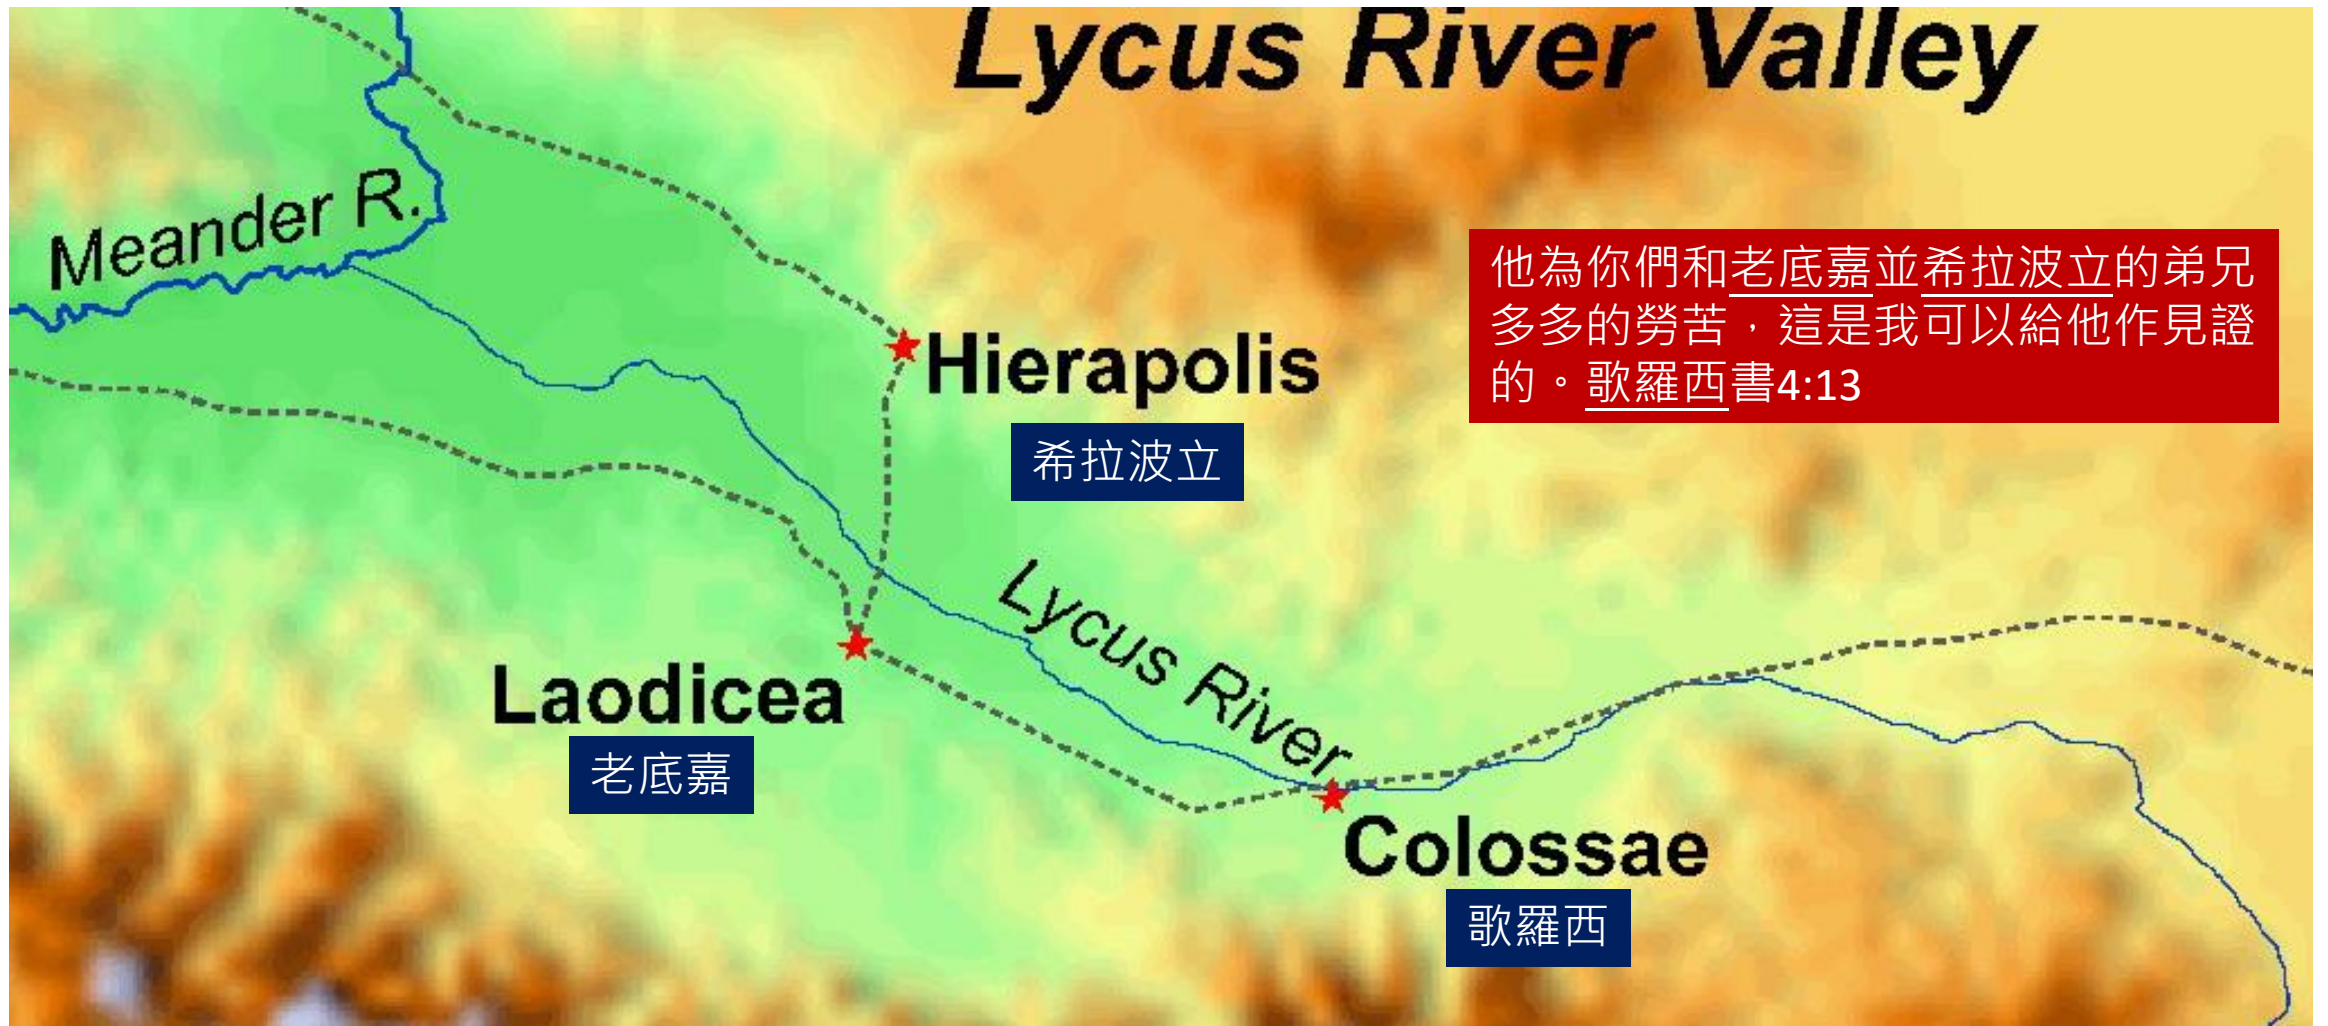 Lycus River Valley
Meander R.
他為你們和老底嘉並希拉波立的弟兄
多多的勞苦，這是我可以給他作見證
的。歌羅西書4:13
Hierapolis
希拉波立
Lycus River
Laodicea
老底嘉
Colossae
歌羅西